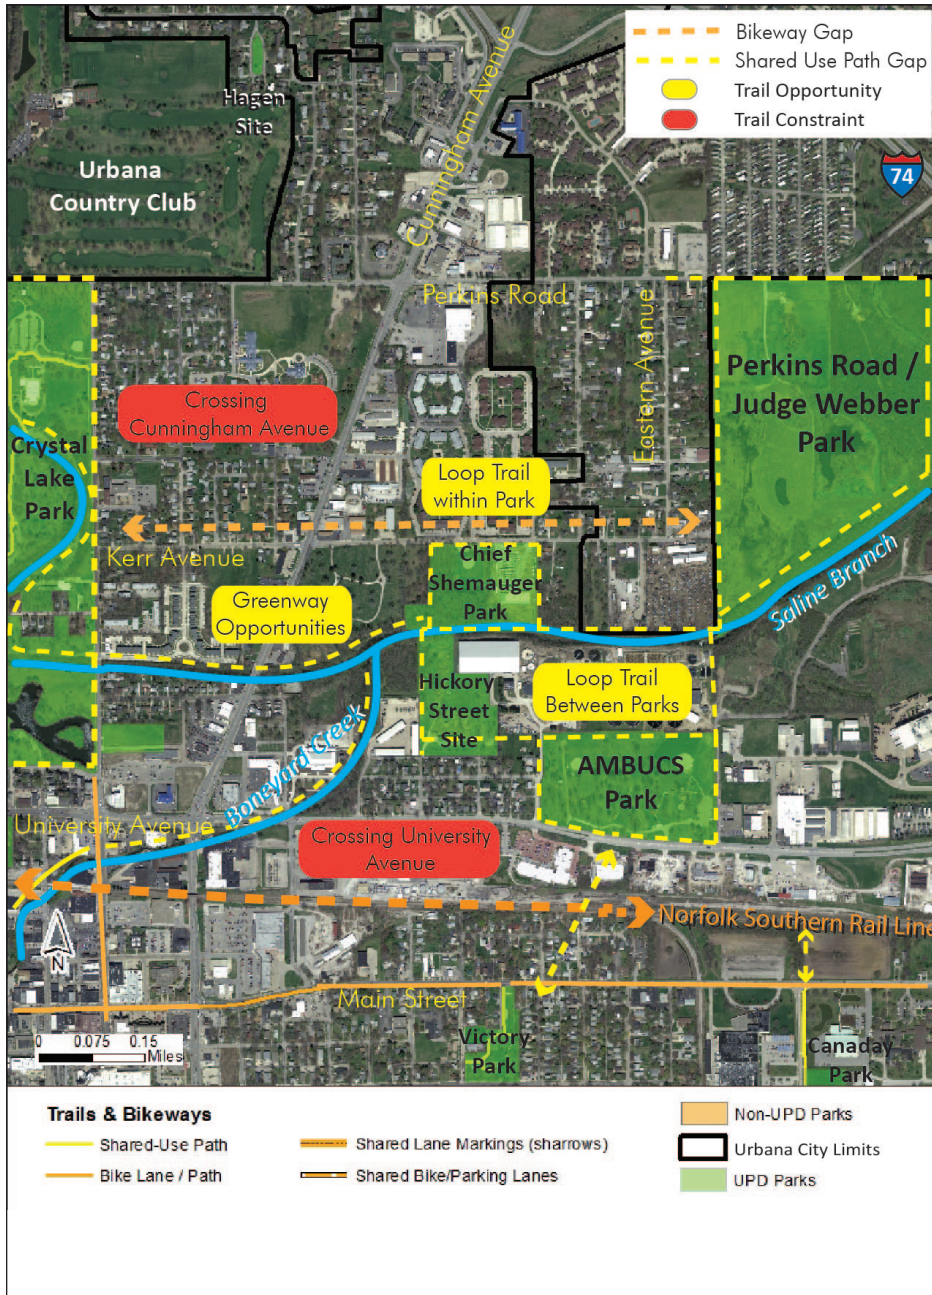 Bikeway Gap
Shared Use Path Gap
Trail Opportunity
Trail Constraint
74
Cunningham Avenue
Hagen
Site
Urbana
Country Club
Perkins Road
Eastern Avenue
Perkins Road /
Judge Webber
Park
Crossing
Cunningham Avenue
Crystal
Lake
Park
Loop Trail
within Park
Kerr Avenue
Chief
Shemauger
Park
Saline Branch
Greenway
Opportunities
Hickory
Street
Site
Loop Trail
Between Parks
Boneyard Creek
AMBUCS
Park
University Avenue
Crossing University
Avenue
Norfolk Southern Rail Line
N
Main Street
0 0.075 0.15
Miles
Victory
Park
Canaday
Park
Trails & Bikeways
Shared-Use Path
Bike Lane / Path
Shared Lane Markings (sharrows)
Shared Bike/Parking Lanes
Non-UPD Parks
Urbana City Limits
UPD Parks